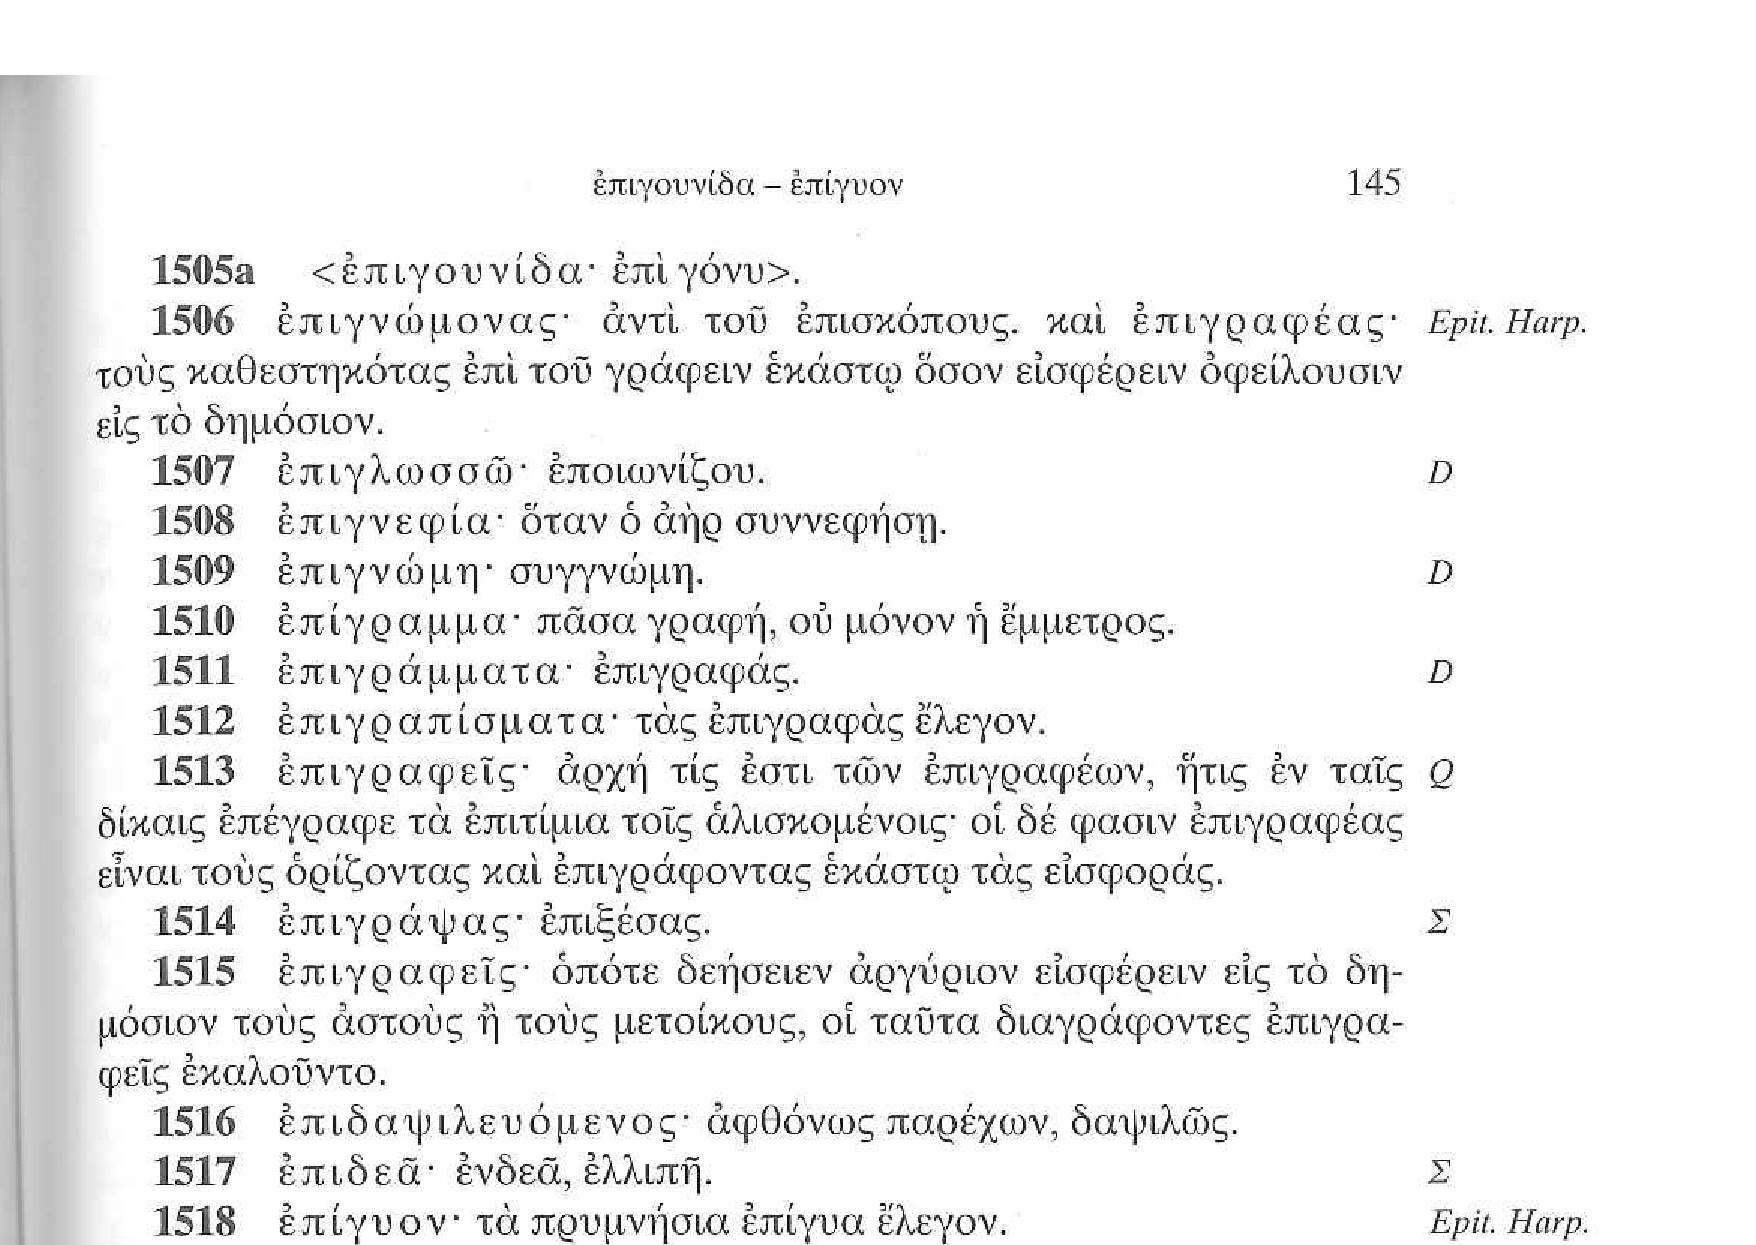 ἐπιγουνίδα – ἐπίγυον 145
1505a <ἐπιγουνίδα· ἐπὶ γόνυ>.
1506 ἐπιγνώμονας· ἀντὶ τοῦ ἐπισκόπους. καὶ ἐπιγραφέας· Epit. Harp.
τοὺς καθεστηκότας ἐπὶ τοῦ γράφειν ἑκάστῳ ὅσον εἰσφέρειν ὀφείλουσιν
εἰς τὸ δημόσιον.
1507 ἐπιγλωσσῶ· ἐποιωνίζου. D
1508 ἐπιγνεφία· ὅταν ὁ ἀὴρ συννεφήσῃ.
1509 ἐπιγνώμη· συγγνώμη. D
1510 ἐπίγραμμα· πᾶσα γραφή, οὐ μόνον ἡ ἔμμετρος.
1511 ἐπιγράμματα· ἐπιγραφάς. D
1512 ἐπιγραπίσματα· τὰς ἐπιγραφὰς ἔλεγον.
1513 ἐπιγραφεῖς· ἀρχή τίς ἐστι τῶν ἐπιγραφέων, ἥτις ἐν ταῖς Q
δίκαις ἐπέγραφε τὰ ἐπιτίμια τοῖς ἁλισκομένοις· οἱ δέ φασιν ἐπιγραφέας
εἶναι τοὺς ὁρίζοντας καὶ ἐπιγράφοντας ἑκάστῳ τὰς εἰσφοράς.
1514 ἐπιγράψας· ἐπιξέσας. Σ
1515 ἐπιγραφεῖς· ὁπότε δεήσειεν ἀργύριον εἰσφέρειν εἰς τὸ δη-
μόσιον τοὺς ἀστοὺς ἢ τοὺς μετοίκους, οἱ ταῦτα διαγράφοντες ἐπιγρα-
φεῖς ἐκαλοῦντο.
1516 ἐπιδαψιλευόμενος· ἀφθόνως παρέχων, δαψιλῶς.
1517 ἐπιδεᾶ· ἐνδεᾶ, ἐλλιπῆ. Σ
1518 ἐπίγυον· τὰ πρυμνήσια ἐπίγυα ἔλεγον. Epit. Harp.